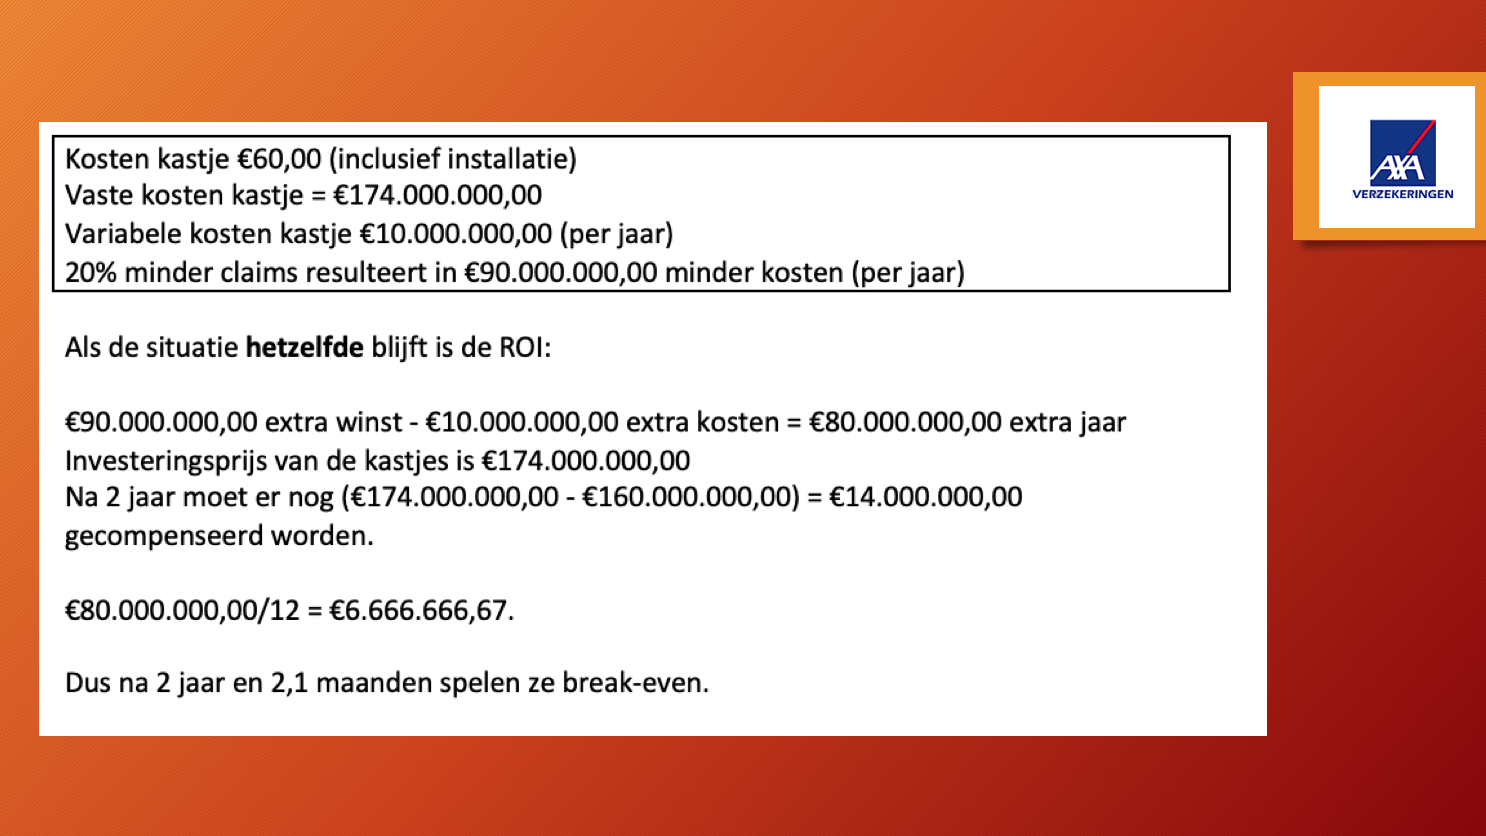 Kosten kastje €60,00 (inclusief installatie)
Vaste kosten kastje = €174.000.000,00
Variabele kosten kastje €10.000.000,00 (per jaar)
20% minder claims resulteert in €90.000.000,00 minder kosten (per jaar)
Als de situatie hetzelfde blijft is de ROI:
€90.000.000,00 extra winst - €10.000.000,00 extra kosten = €80.000.000,00 extra jaar
Investeringsprijs van de kastjes is €174.000.000,00
Na 2 jaar moet er nog (€174.000.000,00 - €160.000.000,00) = €14.000.000,00
gecompenseerd worden.
€80.000.000,00/12 = €6.666.666,67.
Dus na 2 jaar en 2,1 maanden spelen ze break-even.
AXA
VERZEKERINGEN